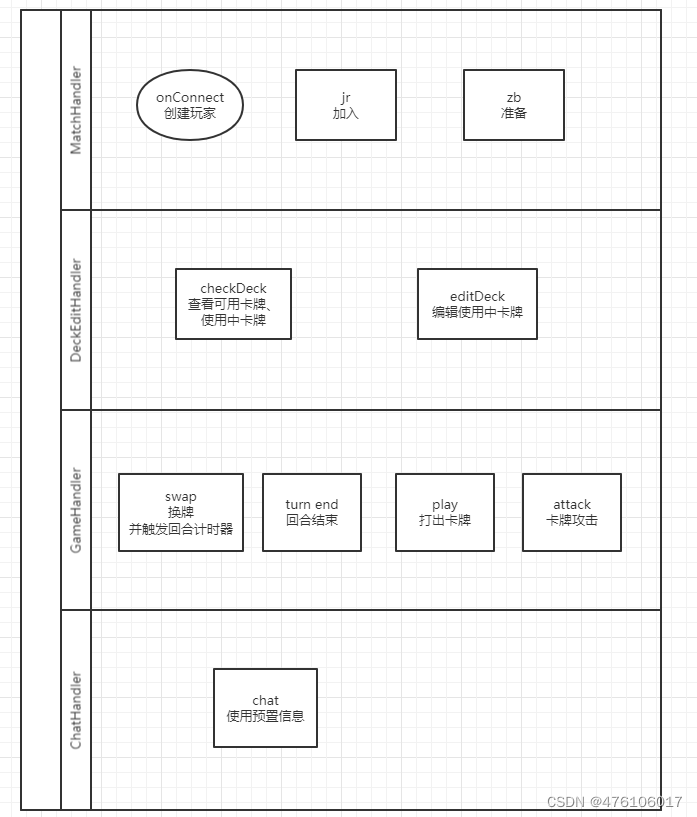 MatchHandler
onConnect
创建玩家
jr
加入
zb
准备
DeckEditHandler
checkDeck
查看可用卡牌、
使用中卡牌
editDeck
编辑使用中卡牌
GameHandler
swap
换牌
并触发回合计时器
turn end
回合结束
play
打出卡牌
attack
卡牌攻击
ChatHandler
chat
使用预置信息
CSDN @476106017